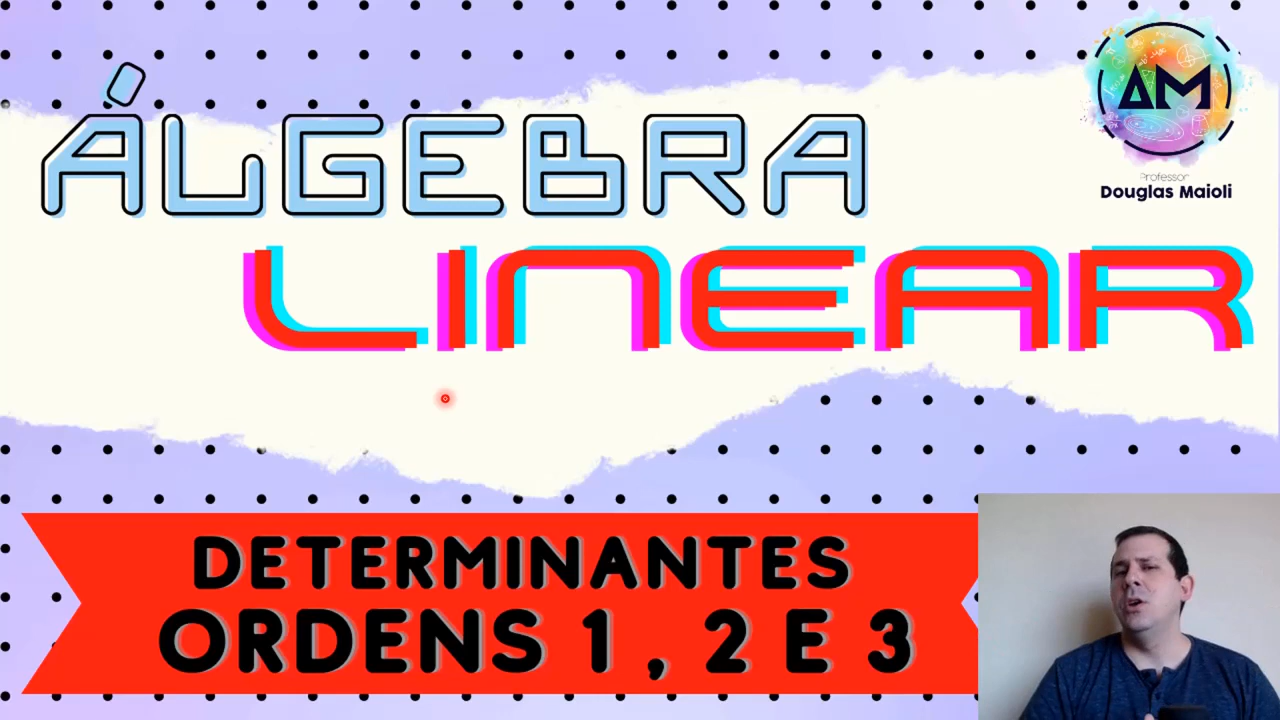 ÁLGEBRA
LINEAR
AM
Professor
Douglas Maioli
DETERMINANTES
ORDENS 1 , 2 E 3